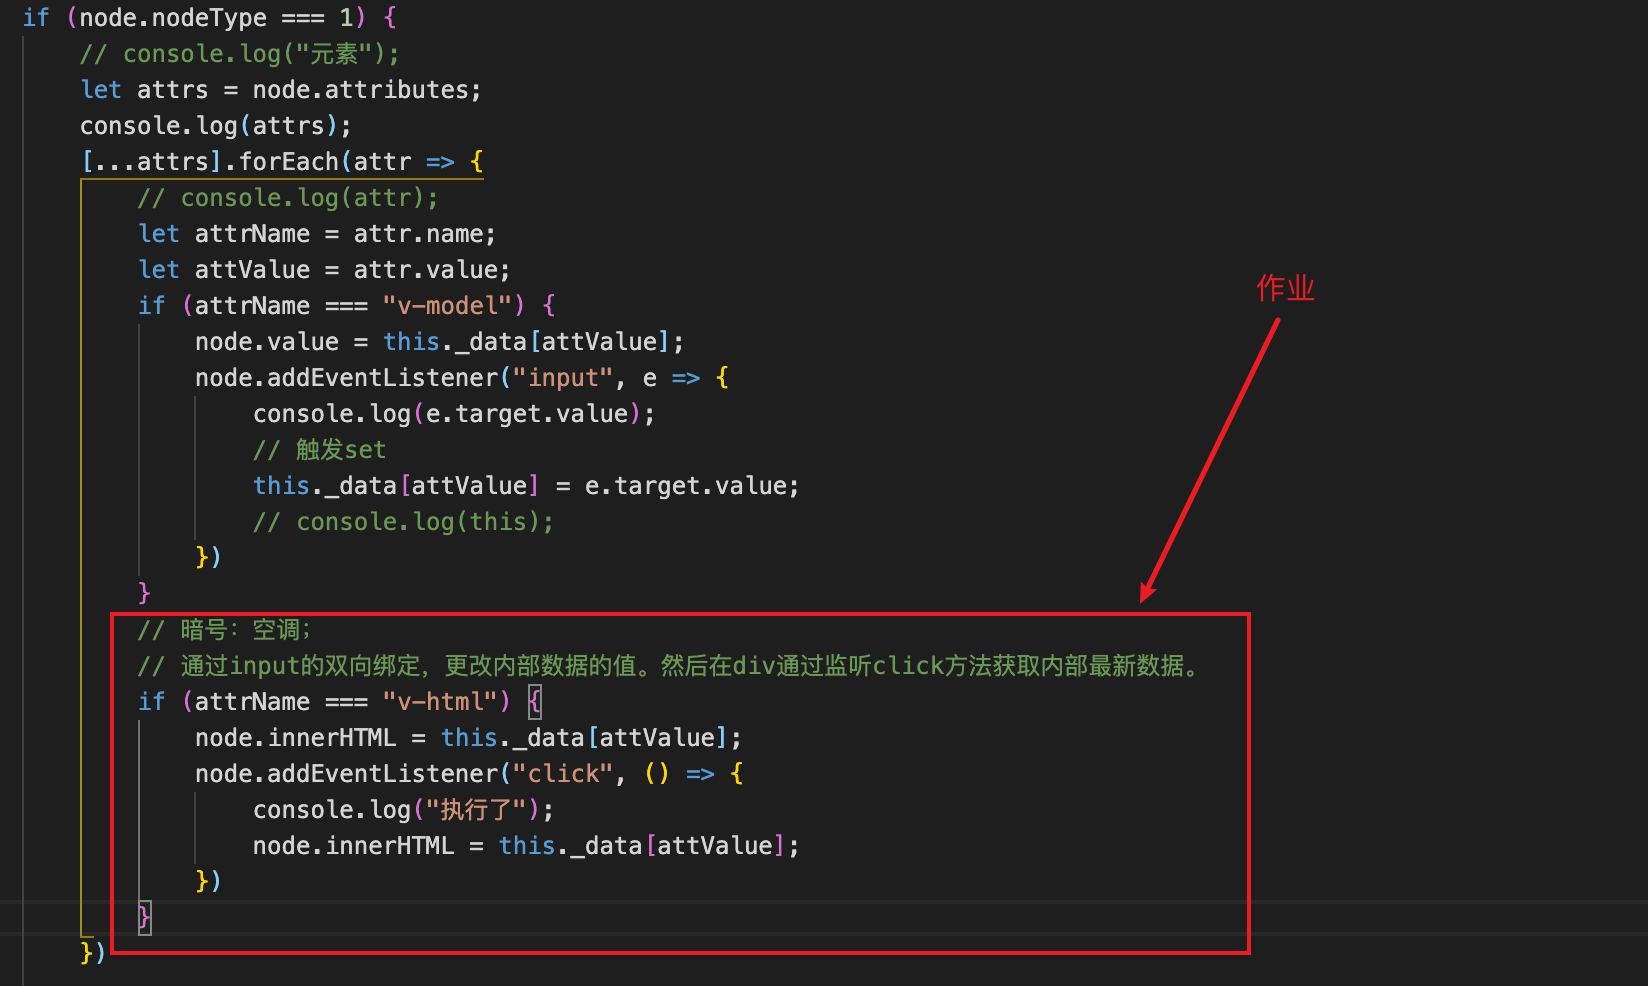 if (node.nodeType === 1) {
// console.log("元素");
let attrs = node.attributes;
console.log(attrs);
[...attrs].forEach(attr => {
// console.log(attr);
let attrName = attr.name;
let attValue = attr.value;
作业
if (attrName === "v-model") {
node.value = this._data[attValue];
node.addEventListener("input", e => {
console.log(e.target.value);
// 触发set
this._data[attValue] = e.target.value;
// console.log(this);
})
}
// 暗号：空调；
// 通过input的双向绑定，更改内部数据的值。然后在div通过监听click方法获取内部最新数据。
if (attrName === "v-html") {
node.innerHTML = this._data[attValue];
node.addEventListener("click", () => {
console.log("执行了");
node.innerHTML = this._data[attValue];
})
}
})